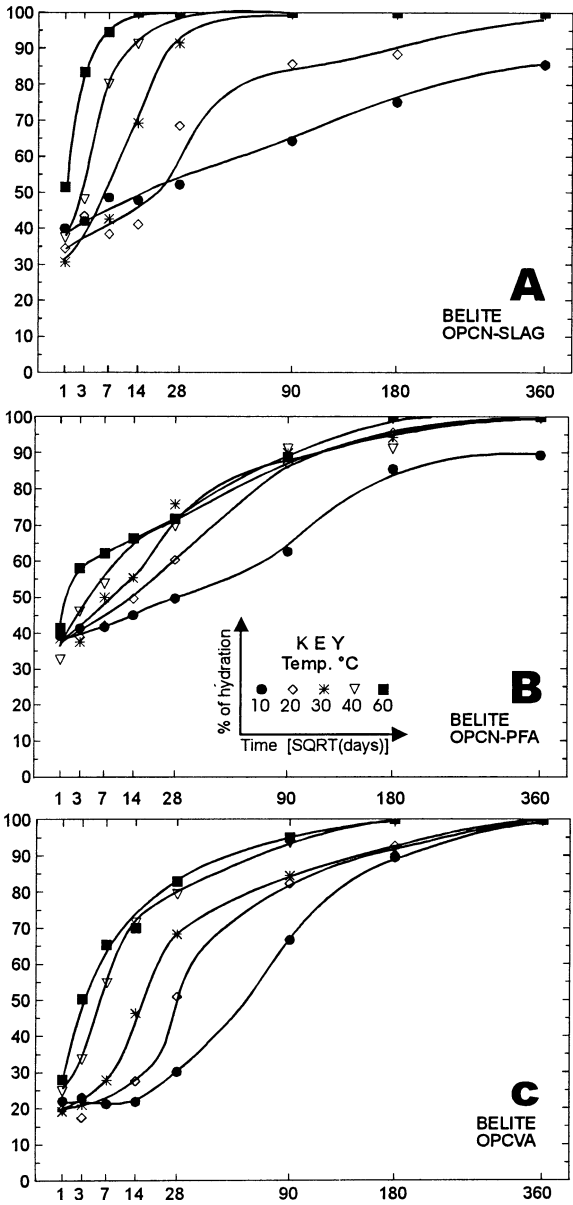 100
90
80
70
60
50
40
30
20
10
0
A
BELITE
OPCN-SLAG
1 3 7 14 28 90 180 360
100
90
80
70
60
50
40
30
20
10
0
% of hydration
KEY
Temp. °C
10 20 30 40 60
Time [SQRT(days)]
B
BELITE
OPCN-PFA
1 3 7 14 28 90 180 360
100
90
80
70
60
50
40
30
20
10
0
C
BELITE
OPCVA
1 3 7 14 28 90 180 360